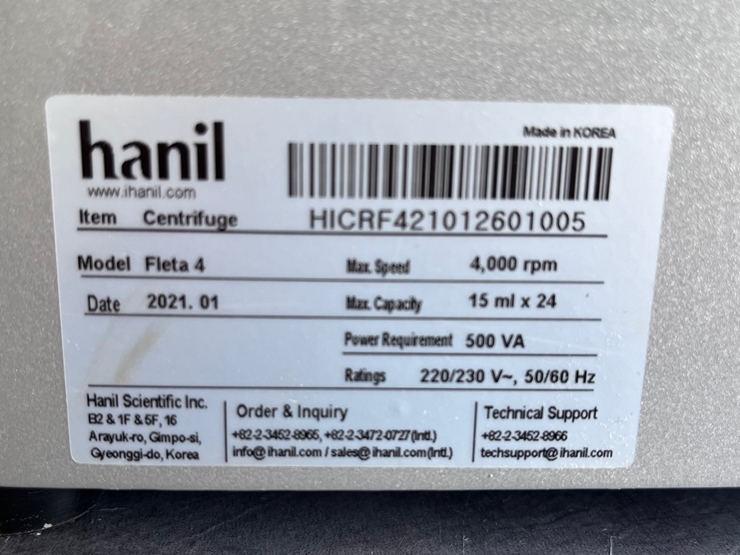 hanil
www.ihanil.com
Made in KOREA
Item Centrifuge
HICRF421012601005
Model Fleta 4
Max. Speed 4,000 rpm
Date 2021. 01
Max. Capacity 15 ml x 24
Power Requirement 500 VA
Ratings 220/230 V~, 50/60 Hz
Hanil Scientific Inc.
B2 & 1F & 5F, 16
Arayuk-ro, Gimpo-si,
Gyeonggi-do, Korea
Order & Inquiry
+82-2-3452-8965, +82-2-3472-0727(Intl.)
info@ihanil.com / sales@ihanil.com(Intl.)
Technical Support
+82-2-3452-8966
techsupport@ihanil.com